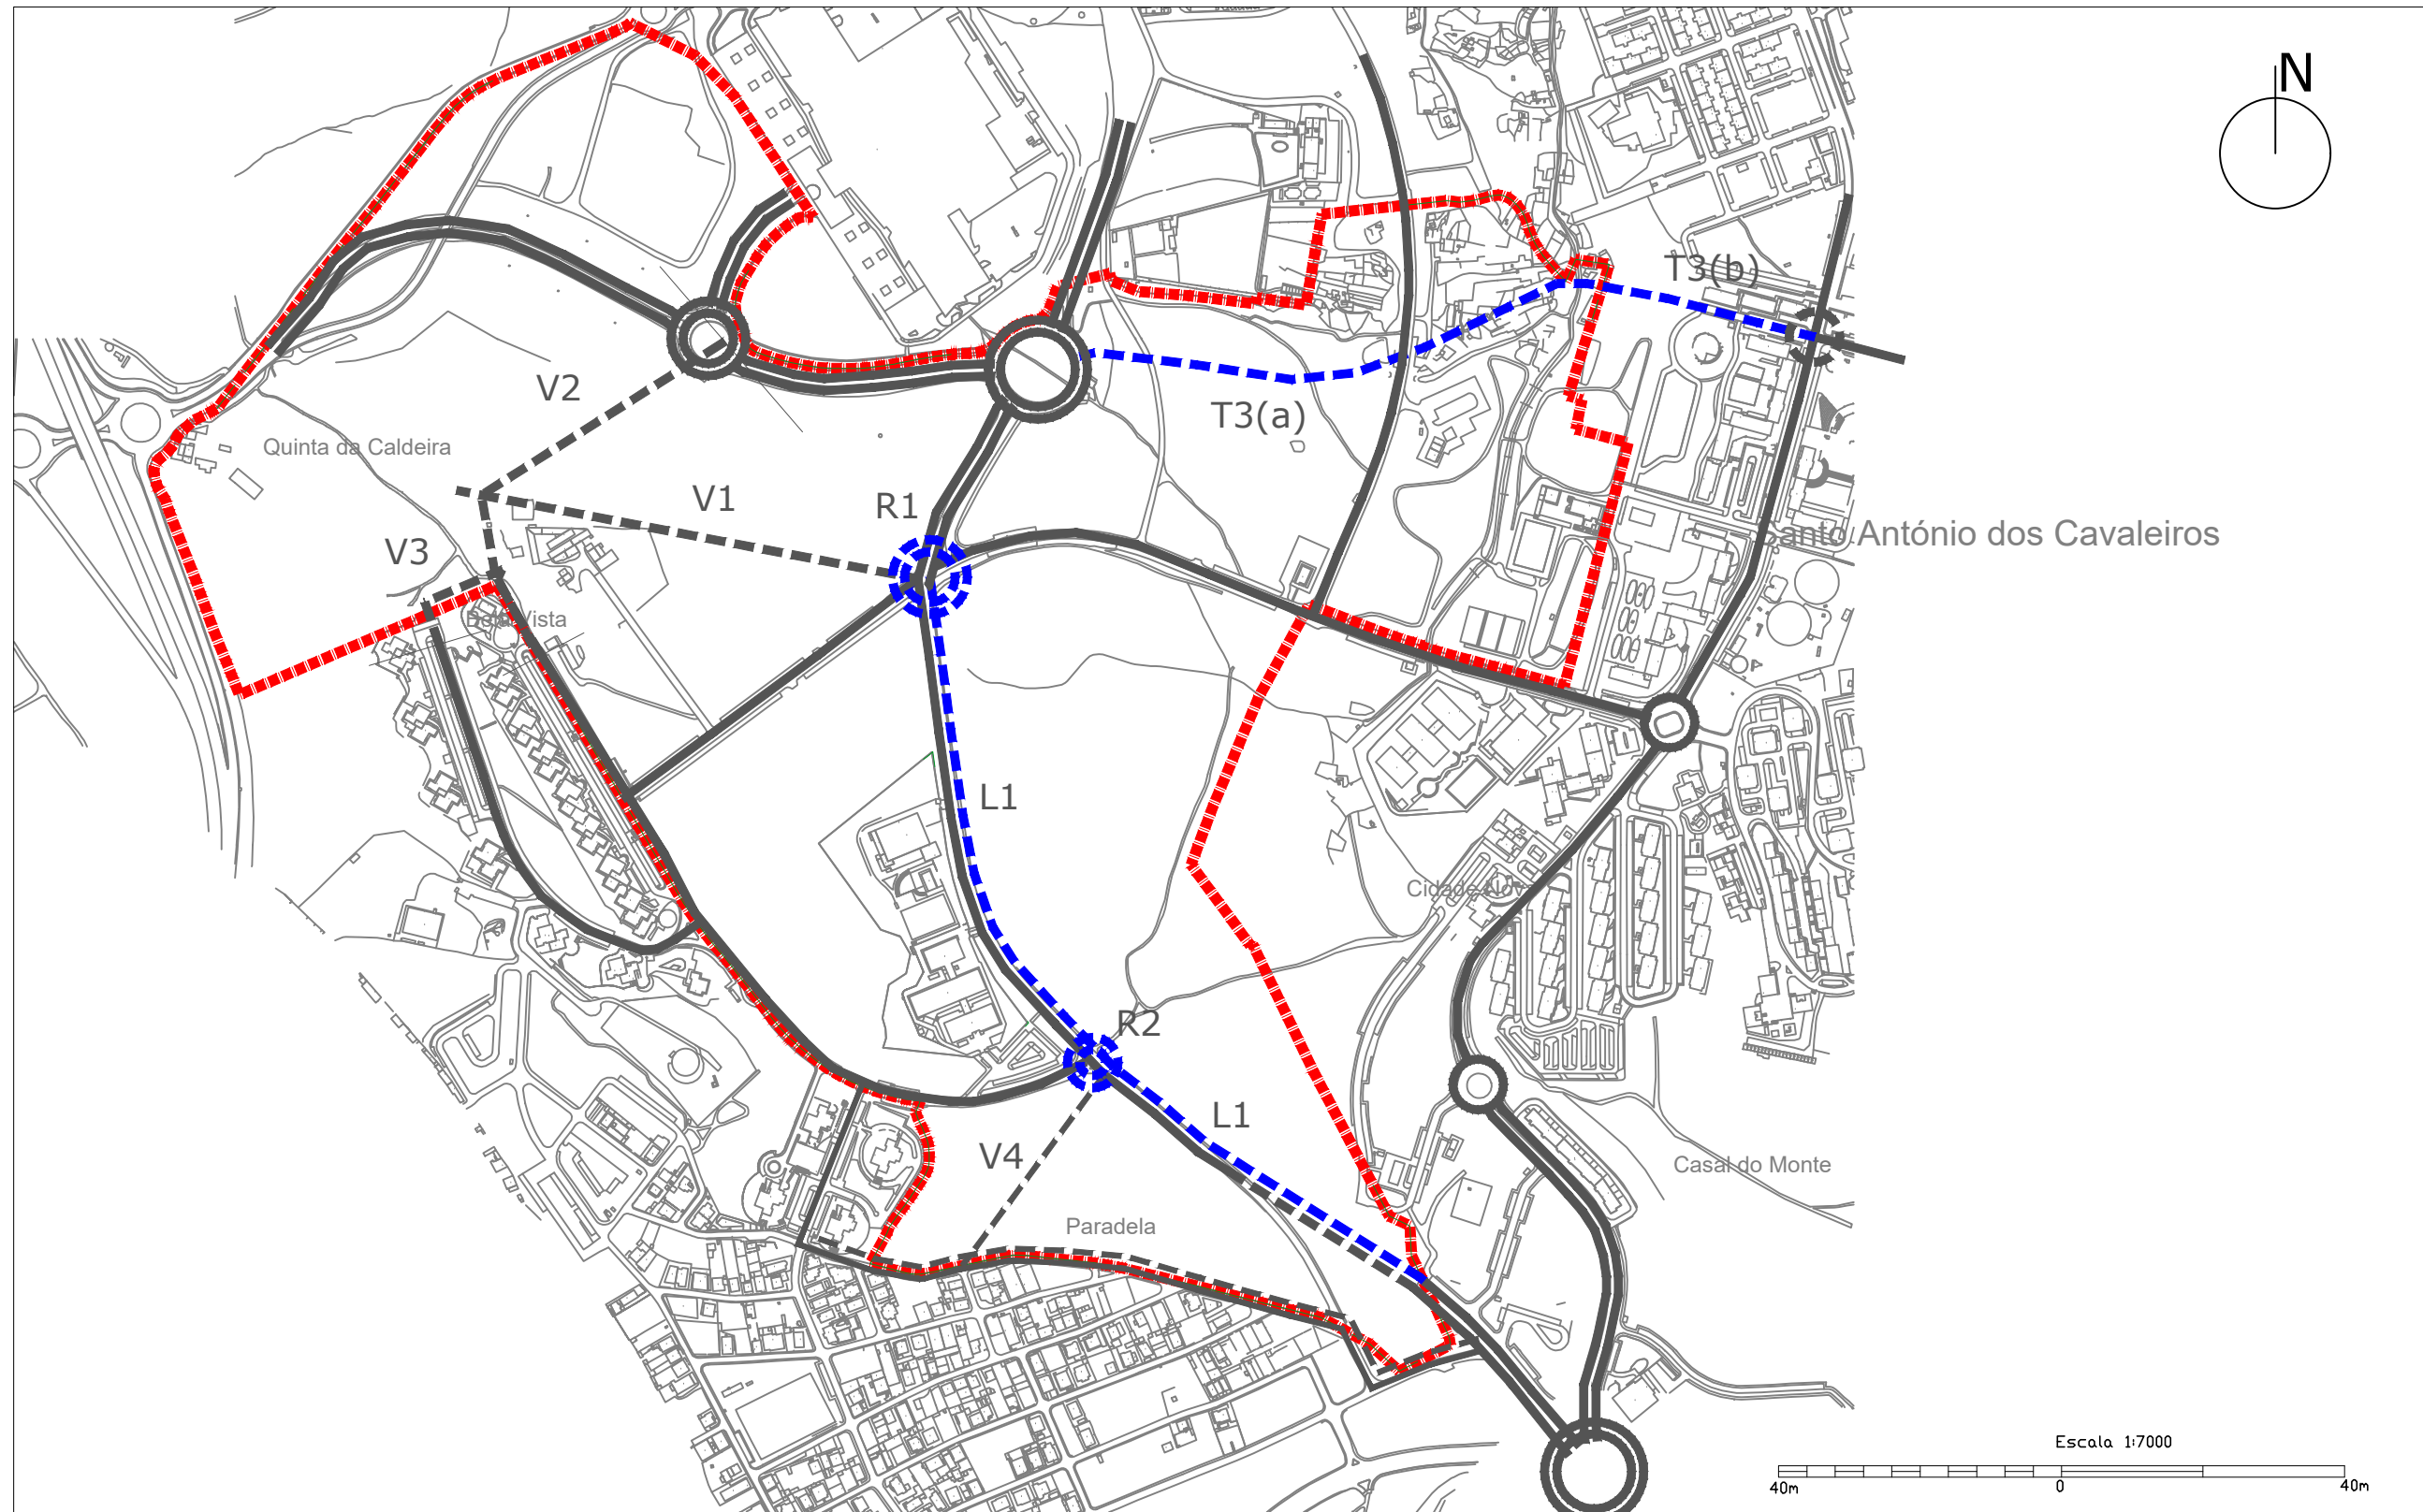 N
T3(b)
V2
T3(a)
Quinta da Caldeira
V1
R1
Santo António dos Cavaleiros
V3
Bela Vista
L1
Cidade Nova
R2
L1
V4
Casal do Monte
Paradela
Escala 1:7000
40m
0
40m